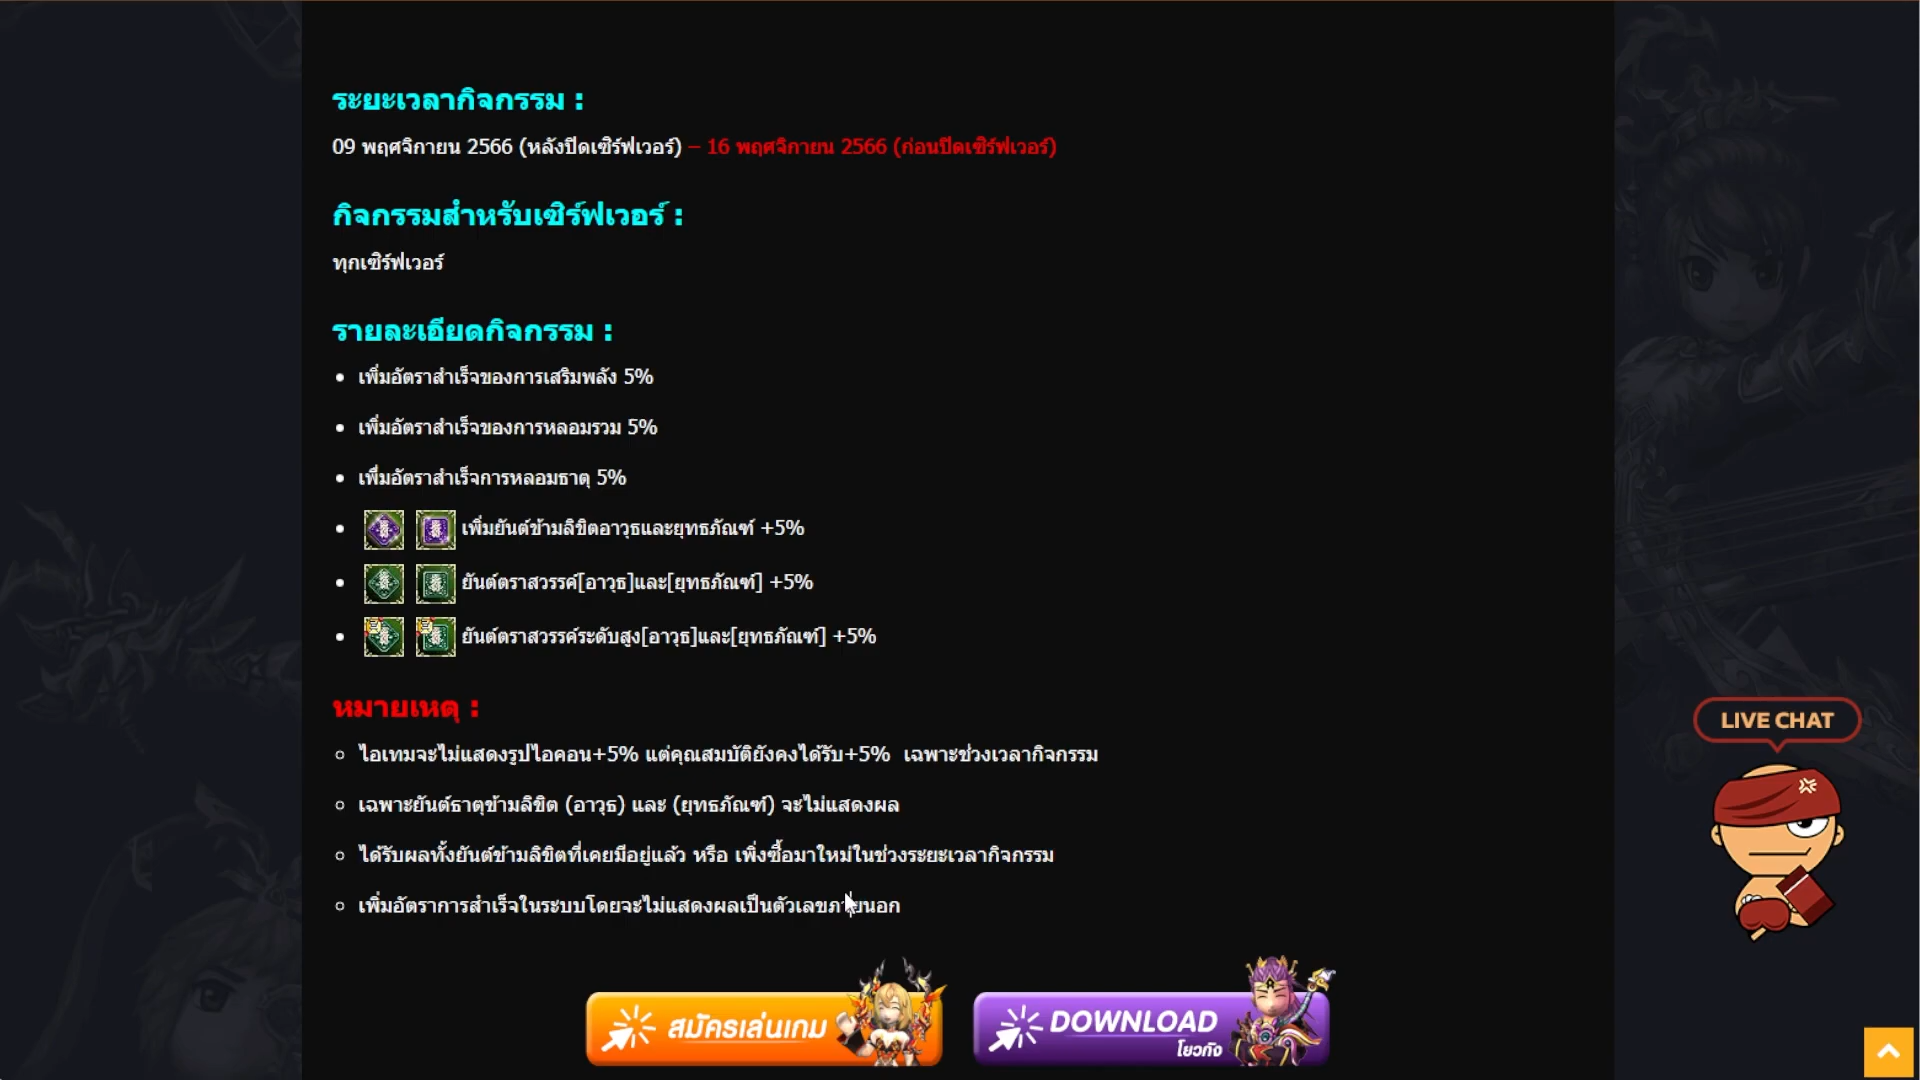 ระยะเวลากิจกรรม :
09 พฤศจิกายน 2566 (หลังปิดเซิร์ฟเวอร์) – 16 พฤศจิกายน 2566 (ก่อนปิดเซิร์ฟเวอร์)
กิจกรรมสำหรับเซิร์ฟเวอร์ :
ทุกเซิร์ฟเวอร์
รายละเอียดกิจกรรม :
เพิ่มอัตราสำเร็จของการเสริมพลัง 5%
เพิ่มอัตราสำเร็จของการหลอมรวม 5%
เพิ่มอัตราสำเร็จการหลอมธาตุ 5%
เพิ่มยันต์ข้ามลิขิตอาวุธและยุทธภัณฑ์ +5%
ยันต์ตราสวรรค์[อาวุธ]และ[ยุทธภัณฑ์] +5%
ยันต์ตราสวรรค์ระดับสูง[อาวุธ]และ[ยุทธภัณฑ์] +5%
หมายเหตุ :
ไอเทมจะไม่แสดงรูปไอคอน+5% แต่คุณสมบัติยังคงได้รับ+5% เฉพาะช่วงเวลากิจกรรม
เฉพาะยันต์ธาตุข้ามลิขิต (อาวุธ) และ (ยุทธภัณฑ์) จะไม่แสดงผล
ได้รับผลทั้งยันต์ข้ามลิขิตที่เคยมีอยู่แล้ว หรือ เพิ่งซื้อมาใหม่ในช่วงระยะเวลากิจกรรม
เพิ่มอัตราการสำเร็จในระบบโดยจะไม่แสดงผลเป็นตัวเลขภายนอก
LIVE CHAT
สมัครเล่นเกม
DOWNLOAD
โยวกัง